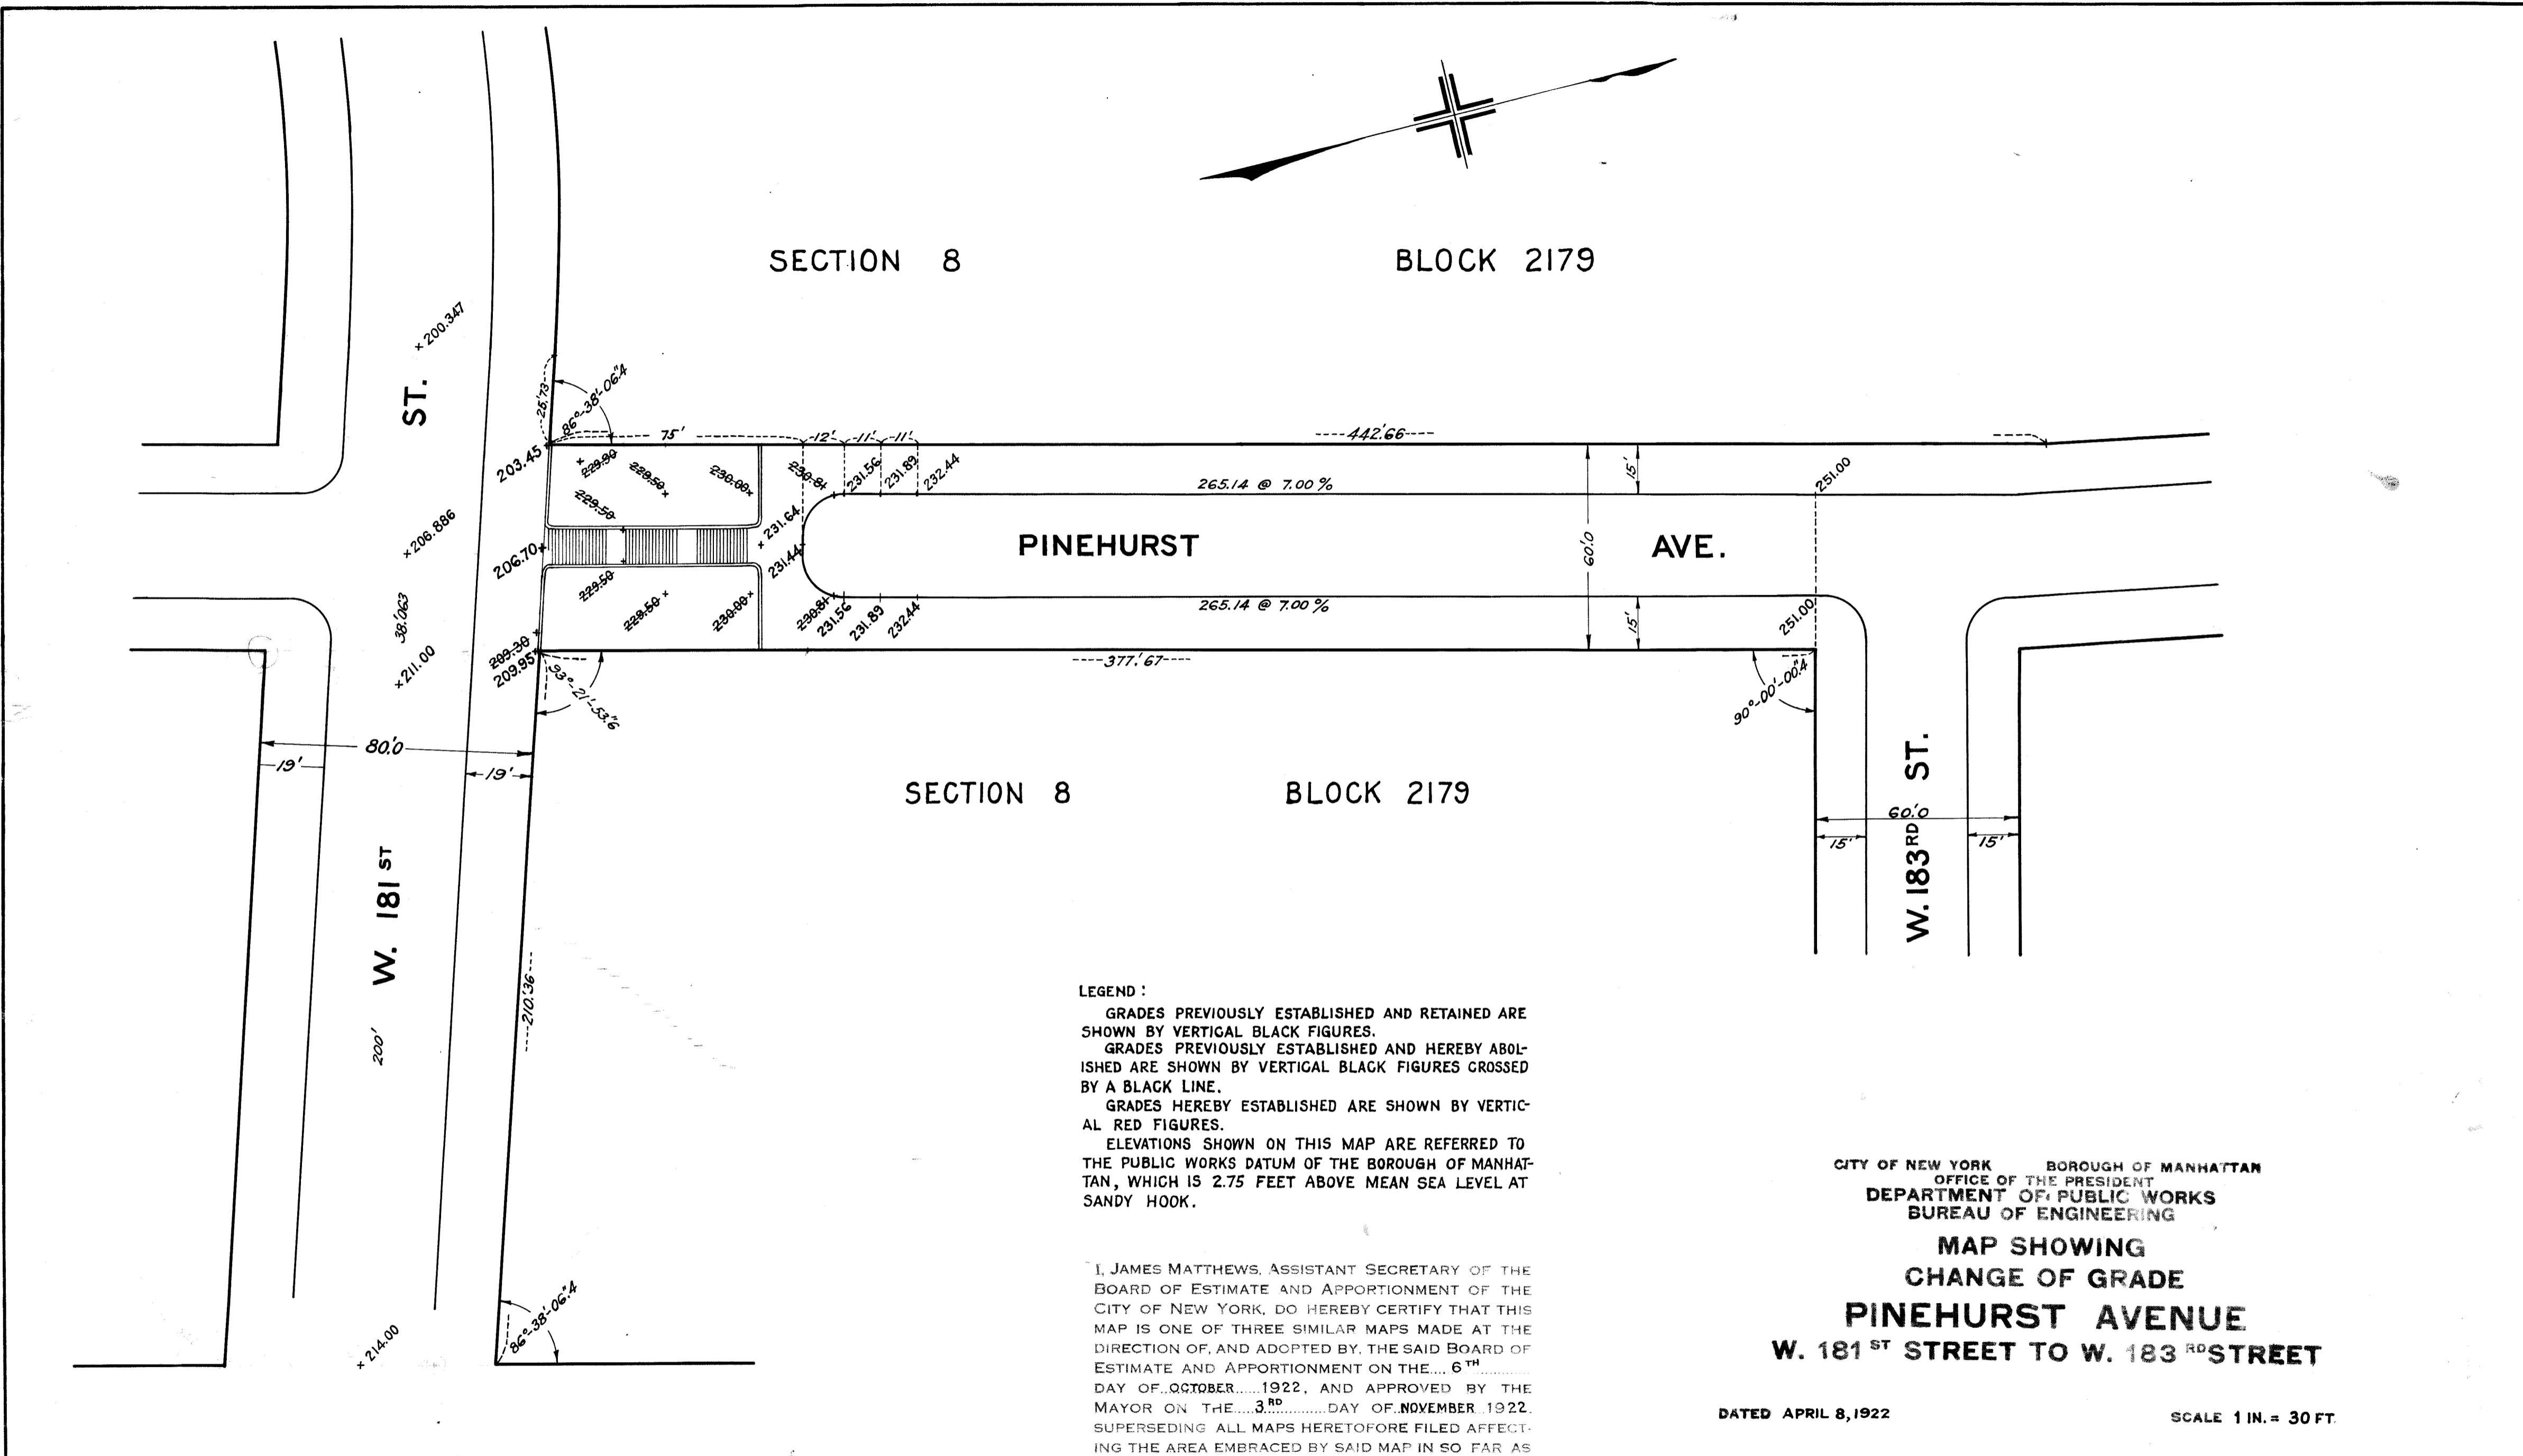 SECTION 8 BLOCK 2179
+ 200.347
ST.
25.'73
86°-38'-06."4
75'
12' 11' 11'
442.'66
203.45
229.90
228.50
230.00
230.81
231.56
231.89
232.44
229.50
15'
251.00
265.14 @ 7.00 %
+ 206.886
206.70
231.64
231.44
PINEHURST AVE.
60.'0
229.50
228.50
230.00
230.81
231.56
231.89
232.44
265.14 @ 7.00 %
15'
251.00
38.'063
+ 211.00
209.30
209.95
93°-21'-53."6
377.'67
90°-00'-00."4
80.'0
19' 19'
SECTION 8 BLOCK 2179
W. 183RD ST.
60.'0
15' 15'
W. 181ST
200'
210.'36
+ 214.00
86°-38'-06."4
LEGEND :
GRADES PREVIOUSLY ESTABLISHED AND RETAINED ARE
SHOWN BY VERTICAL BLACK FIGURES.
GRADES PREVIOUSLY ESTABLISHED AND HEREBY ABOL-
ISHED ARE SHOWN BY VERTICAL BLACK FIGURES CROSSED
BY A BLACK LINE.
GRADES HEREBY ESTABLISHED ARE SHOWN BY VERTIC-
AL RED FIGURES.
ELEVATIONS SHOWN ON THIS MAP ARE REFERRED TO
THE PUBLIC WORKS DATUM OF THE BOROUGH OF MANHAT-
TAN, WHICH IS 2.75 FEET ABOVE MEAN SEA LEVEL AT
SANDY HOOK.
I, JAMES MATTHEWS, ASSISTANT SECRETARY OF THE
BOARD OF ESTIMATE AND APPORTIONMENT OF THE
CITY OF NEW YORK, DO HEREBY CERTIFY THAT THIS
MAP IS ONE OF THREE SIMILAR MAPS MADE AT THE
DIRECTION OF, AND ADOPTED BY, THE SAID BOARD OF
ESTIMATE AND APPORTIONMENT ON THE.... 6TH
DAY OF..OCTOBER.....1922, AND APPROVED BY THE
MAYOR ON THE.....3RD..........DAY OF..NOVEMBER 1922.
SUPERSEDING ALL MAPS HERETOFORE FILED AFFECT-
ING THE AREA EMBRACED BY SAID MAP IN SO FAR AS
CITY OF NEW YORK BOROUGH OF MANHATTAN
OFFICE OF THE PRESIDENT
DEPARTMENT OF PUBLIC WORKS
BUREAU OF ENGINEERING
MAP SHOWING
CHANGE OF GRADE
PINEHURST AVENUE
W. 181ST STREET TO W. 183RD STREET
DATED APRIL 8, 1922 SCALE 1 IN. = 30 FT.